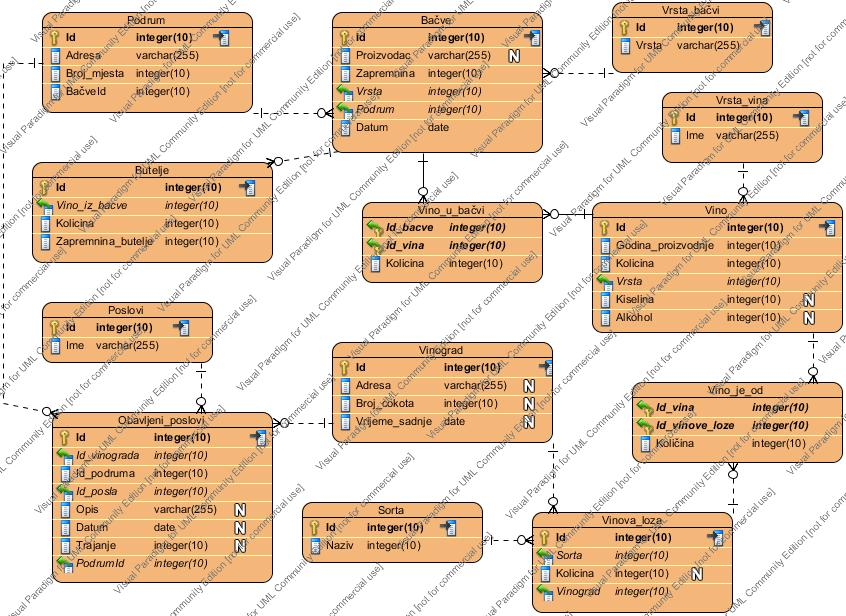 Podrum
Id integer(10)
Adresa varchar(255)
Broj_mjesta integer(10)
BačveId integer(10)
Bačve
Id integer(10)
Proizvodac varchar(255) N
Zapremnina integer(10)
Vrsta integer(10)
Podrum integer(10)
Datum date
Vrsta_bačvi
Id integer(10)
Vrsta varchar(255)
Vrsta_vina
Id integer(10)
Ime varchar(255)
Butelje
Id integer(10)
Vino_iz_bacve integer(10)
Kolicina integer(10)
Zapremnina_butelje integer(10)
Vino_u_bačvi
Id_bacve integer(10)
Id_vina integer(10)
Kolicina integer(10)
Vino
Id integer(10)
Godina_proizvodnje integer(10)
Kolicina integer(10)
Vrsta integer(10)
Kiselina integer(10) N
Alkohol integer(10) N
Poslovi
Id integer(10)
Ime varchar(255)
Vinograd
Id integer(10)
Adresa varchar(255) N
Broj_cokota integer(10) N
Vrijeme_sadnje date N
Vino_je_od
Id_vina integer(10)
Id_vinove_loze integer(10)
Količina integer(10)
Obavljeni_poslovi
Id integer(10)
Id_vinograda integer(10)
Id_podruma integer(10)
Id_posla integer(10)
Opis varchar(255) N
Datum date N
Trajanje integer(10) N
PodrumId integer(10)
Sorta
Id integer(10)
Naziv integer(10)
Vinova_loza
Id integer(10)
Sorta integer(10)
Kolicina integer(10) N
Vinograd integer(10)
Visual Paradigm for UML Community Edition [not for commercial use]